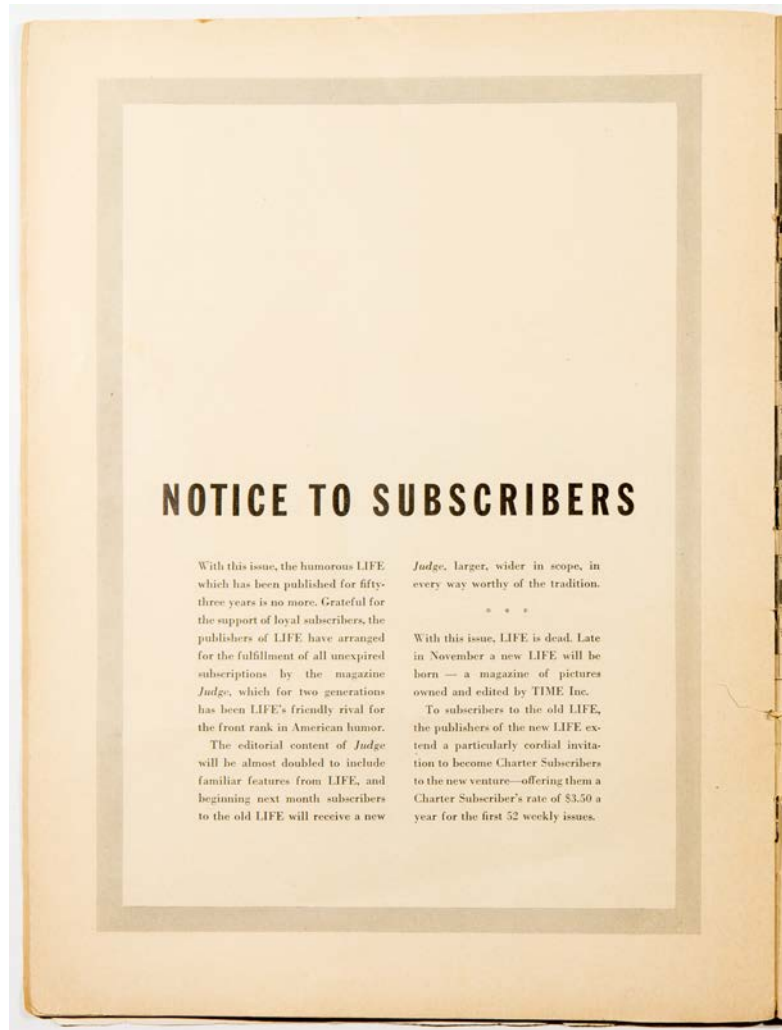 NOTICE TO SUBSCRIBERS
With this issue, the humorous LIFE
which has been published for fifty-
three years is no more. Grateful for
the support of loyal subscribers, the
publishers of LIFE have arranged
for the fulfillment of all unexpired
subscriptions by the magazine
Judge, which for two generations
has been LIFE's friendly rival for
the front rank in American humor.
The editorial content of Judge
will be almost doubled to include
familiar features from LIFE, and
beginning next month subscribers
to the old LIFE will receive a new
Judge, larger, wider in scope, in
every way worthy of the tradition.
* * *
With this issue, LIFE is dead. Late
in November a new LIFE will be
born — a magazine of pictures
owned and edited by TIME Inc.
To subscribers to the old LIFE,
the publishers of the new LIFE ex-
tend a particularly cordial invita-
tion to become Charter Subscribers
to the new venture—offering them a
Charter Subscriber's rate of $3.50 a
year for the first 52 weekly issues.